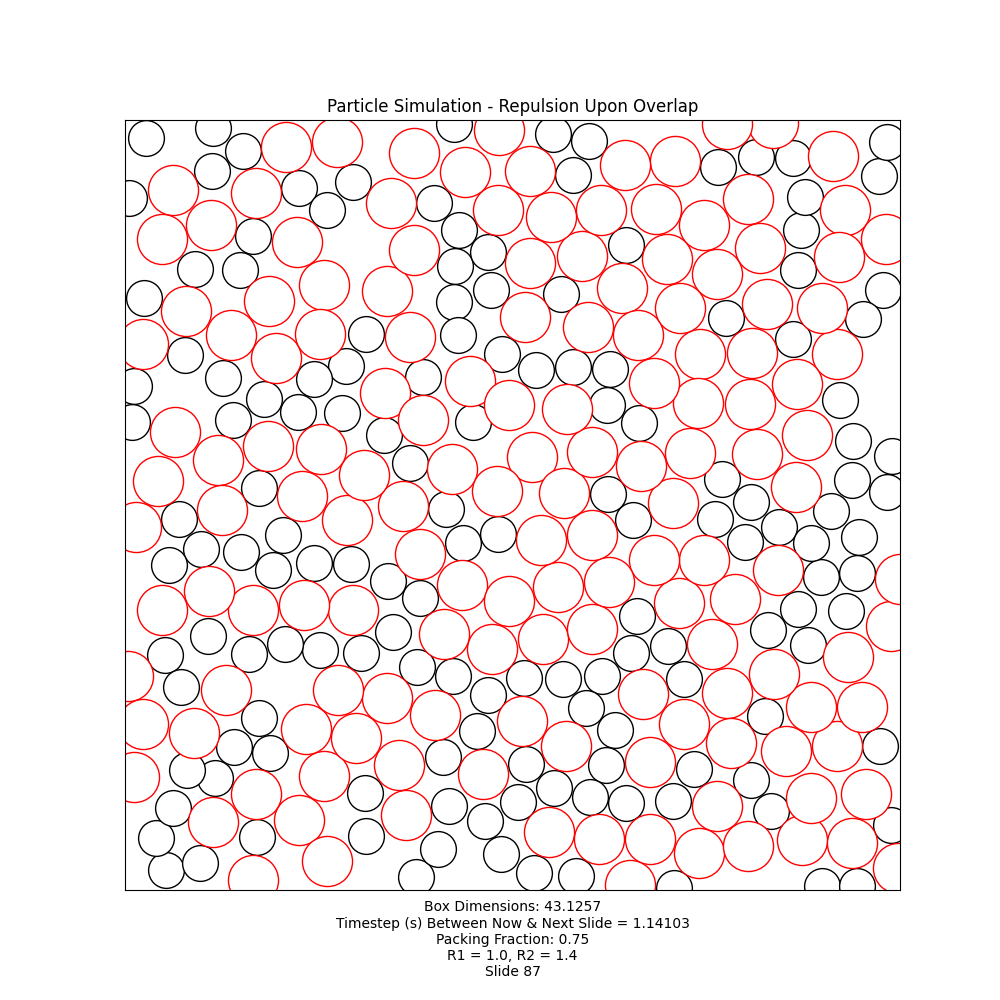 Particle Simulation - Repulsion Upon Overlap
Box Dimensions: 43.1257
Timestep (s) Between Now & Next Slide = 1.14103
Packing Fraction: 0.75
R1 = 1.0, R2 = 1.4
Slide 87